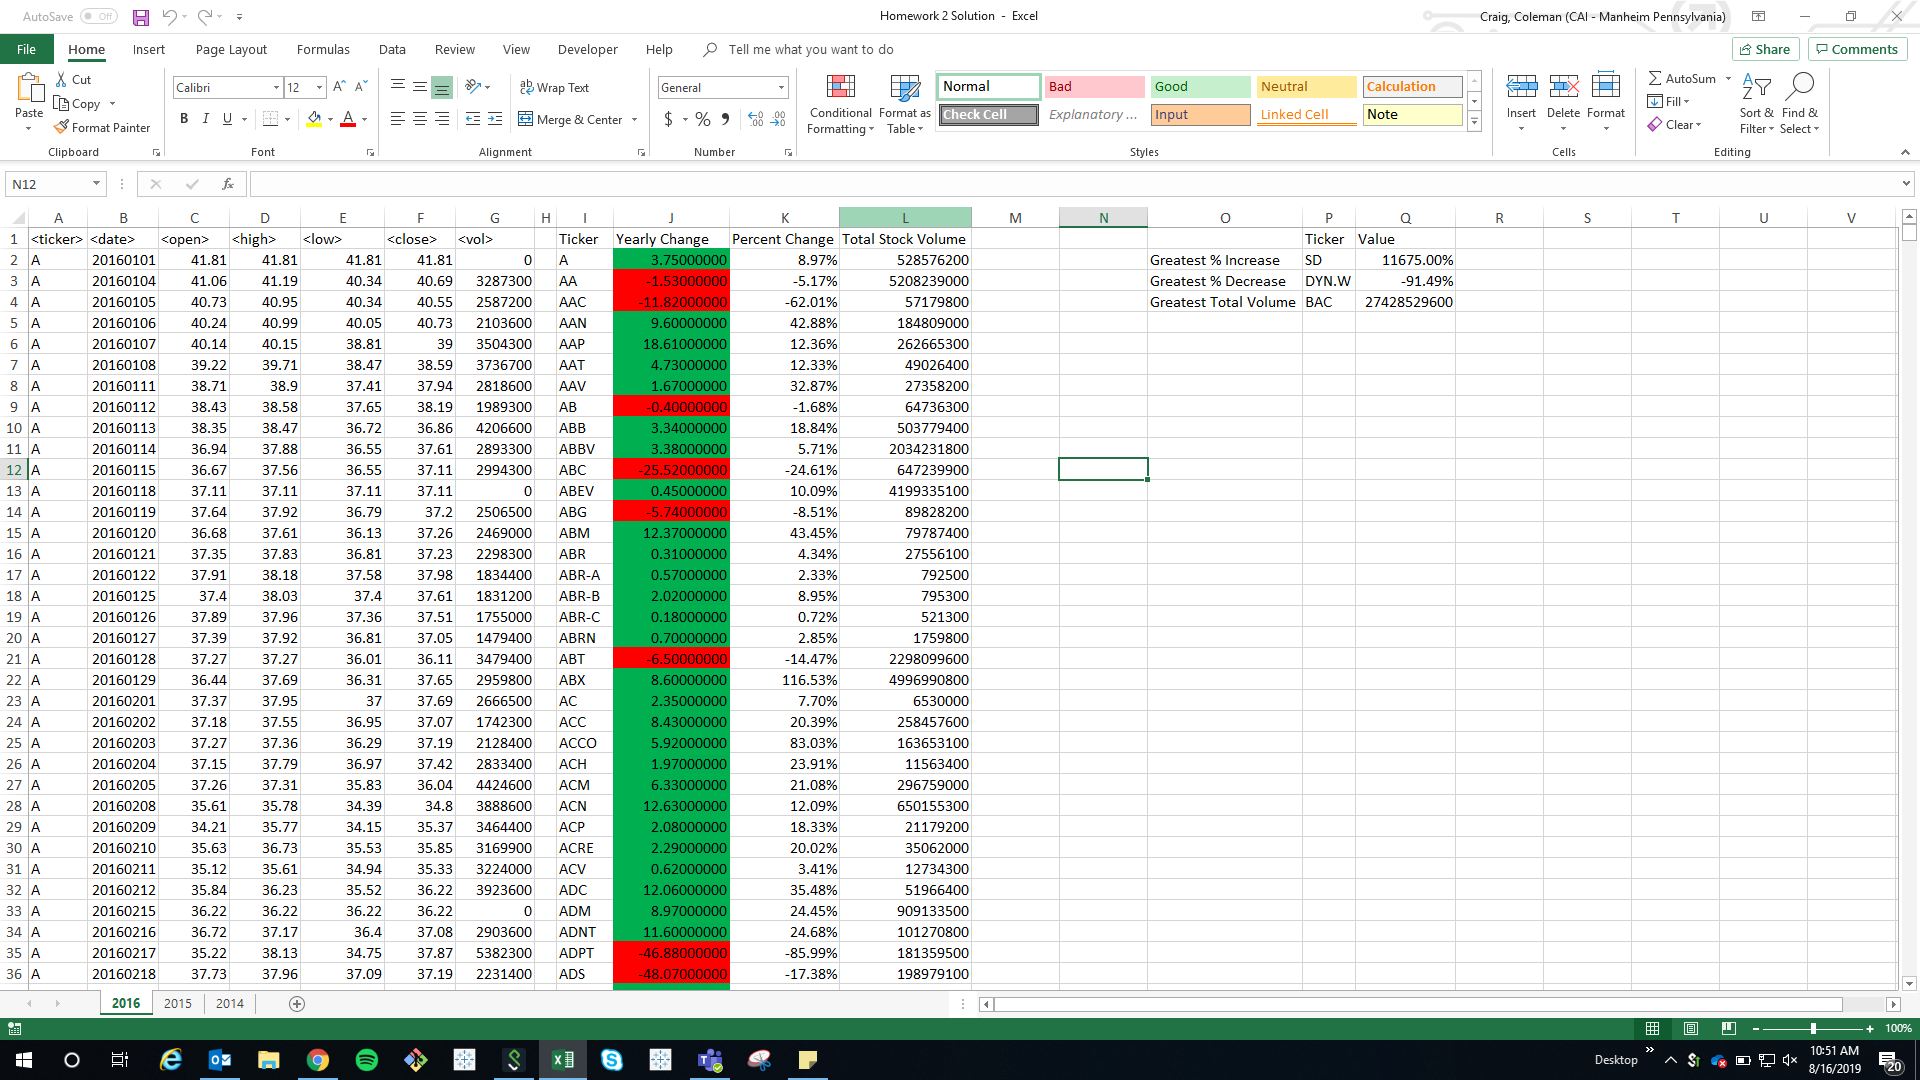 AutoSave Off Homework 2 Solution - Excel Craig, Coleman (CAI - Manheim Pennsylvania)
File Home Insert Page Layout Formulas Data Review View Developer Help Tell me what you want to do Share Comments
Paste Cut Copy Format Painter Clipboard
Calibri 12 A A B I U A Font
Wrap Text Merge & Center Alignment
General $ % , Number
Conditional Formatting Format as Table
Normal Bad Good Neutral Calculation
Check Cell Explanatory ... Input Linked Cell Note
Styles
Insert Delete Format Cells
AutoSum Fill Clear Sort & Filter Find & Select Editing
N12 fx
A B C D E F G H I J K L M N O P Q R S T U V
1 <ticker> <date> <open> <high> <low> <close> <vol> Ticker Yearly Change Percent Change Total Stock Volume Ticker Value
2 A 20160101 41.81 41.81 41.81 41.81 0 A 3.75000000 8.97% 528576200 Greatest % Increase SD 11675.00%
3 A 20160104 41.06 41.19 40.34 40.69 3287300 AA -1.53000000 -5.17% 5208239000 Greatest % Decrease DYN.W -91.49%
4 A 20160105 40.73 40.95 40.34 40.55 2587200 AAC -11.82000000 -62.01% 57179800 Greatest Total Volume BAC 27428529600
5 A 20160106 40.24 40.99 40.05 40.73 2103600 AAN 9.60000000 42.88% 184809000
6 A 20160107 40.14 40.15 38.81 39 3504300 AAP 18.61000000 12.36% 262665300
7 A 20160108 39.22 39.71 38.47 38.59 3736700 AAT 4.73000000 12.33% 49026400
8 A 20160111 38.71 38.9 37.41 37.94 2818600 AAV 1.67000000 32.87% 27358200
9 A 20160112 38.43 38.58 37.65 38.19 1989300 AB -0.40000000 -1.68% 64736300
10 A 20160113 38.35 38.47 36.72 36.86 4206600 ABB 3.34000000 18.84% 503779400
11 A 20160114 36.94 37.88 36.55 37.61 2893300 ABBV 3.38000000 5.71% 2034231800
12 A 20160115 36.67 37.56 36.55 37.11 2994300 ABC -25.52000000 -24.61% 647239900
13 A 20160118 37.11 37.11 37.11 37.11 0 ABEV 0.45000000 10.09% 4199335100
14 A 20160119 37.64 37.92 36.79 37.2 2506500 ABG -5.74000000 -8.51% 89828200
15 A 20160120 36.68 37.61 36.13 37.26 2469000 ABM 12.37000000 43.45% 79787400
16 A 20160121 37.35 37.83 36.81 37.23 2298300 ABR 0.31000000 4.34% 27556100
17 A 20160122 37.91 38.18 37.58 37.98 1834400 ABR-A 0.57000000 2.33% 792500
18 A 20160125 37.4 38.03 37.4 37.61 1831200 ABR-B 2.02000000 8.95% 795300
19 A 20160126 37.89 37.96 37.36 37.51 1755000 ABR-C 0.18000000 0.72% 521300
20 A 20160127 37.39 37.92 36.81 37.05 1479400 ABRN 0.70000000 2.85% 1759800
21 A 20160128 37.27 37.27 36.01 36.11 3479400 ABT -6.50000000 -14.47% 2298099600
22 A 20160129 36.44 37.69 36.31 37.65 2959800 ABX 8.60000000 116.53% 4996990800
23 A 20160201 37.37 37.95 37 37.69 2666500 AC 2.35000000 7.70% 6530000
24 A 20160202 37.18 37.55 36.95 37.07 1742300 ACC 8.43000000 20.39% 258457600
25 A 20160203 37.27 37.36 36.29 37.19 2128400 ACCO 5.92000000 83.03% 163653100
26 A 20160204 37.15 37.79 36.97 37.42 2833400 ACH 1.97000000 23.91% 11563400
27 A 20160205 37.26 37.31 35.83 36.04 4424600 ACM 6.33000000 21.08% 296759000
28 A 20160208 35.61 35.78 34.39 34.8 3888600 ACN 12.63000000 12.09% 650155300
29 A 20160209 34.21 35.77 34.15 35.37 3464400 ACP 2.08000000 18.33% 21179200
30 A 20160210 35.63 36.73 35.53 35.85 3169900 ACRE 2.29000000 20.02% 35062000
31 A 20160211 35.12 35.61 34.94 35.33 3224000 ACV 0.62000000 3.41% 12734300
32 A 20160212 35.84 36.23 35.52 36.22 3923600 ADC 12.06000000 35.48% 51966400
33 A 20160215 36.22 36.22 36.22 36.22 0 ADM 8.97000000 24.45% 909133500
34 A 20160216 36.72 37.17 36.4 37.08 2903600 ADNT 11.60000000 24.68% 101270800
35 A 20160217 35.22 38.13 34.75 37.87 5382300 ADPT -46.88000000 -85.99% 181359500
36 A 20160218 37.73 37.96 37.09 37.19 2231400 ADS -48.07000000 -17.38% 198979100
2016 2015 2014
100%
Desktop 10:51 AM
8/16/2019 20